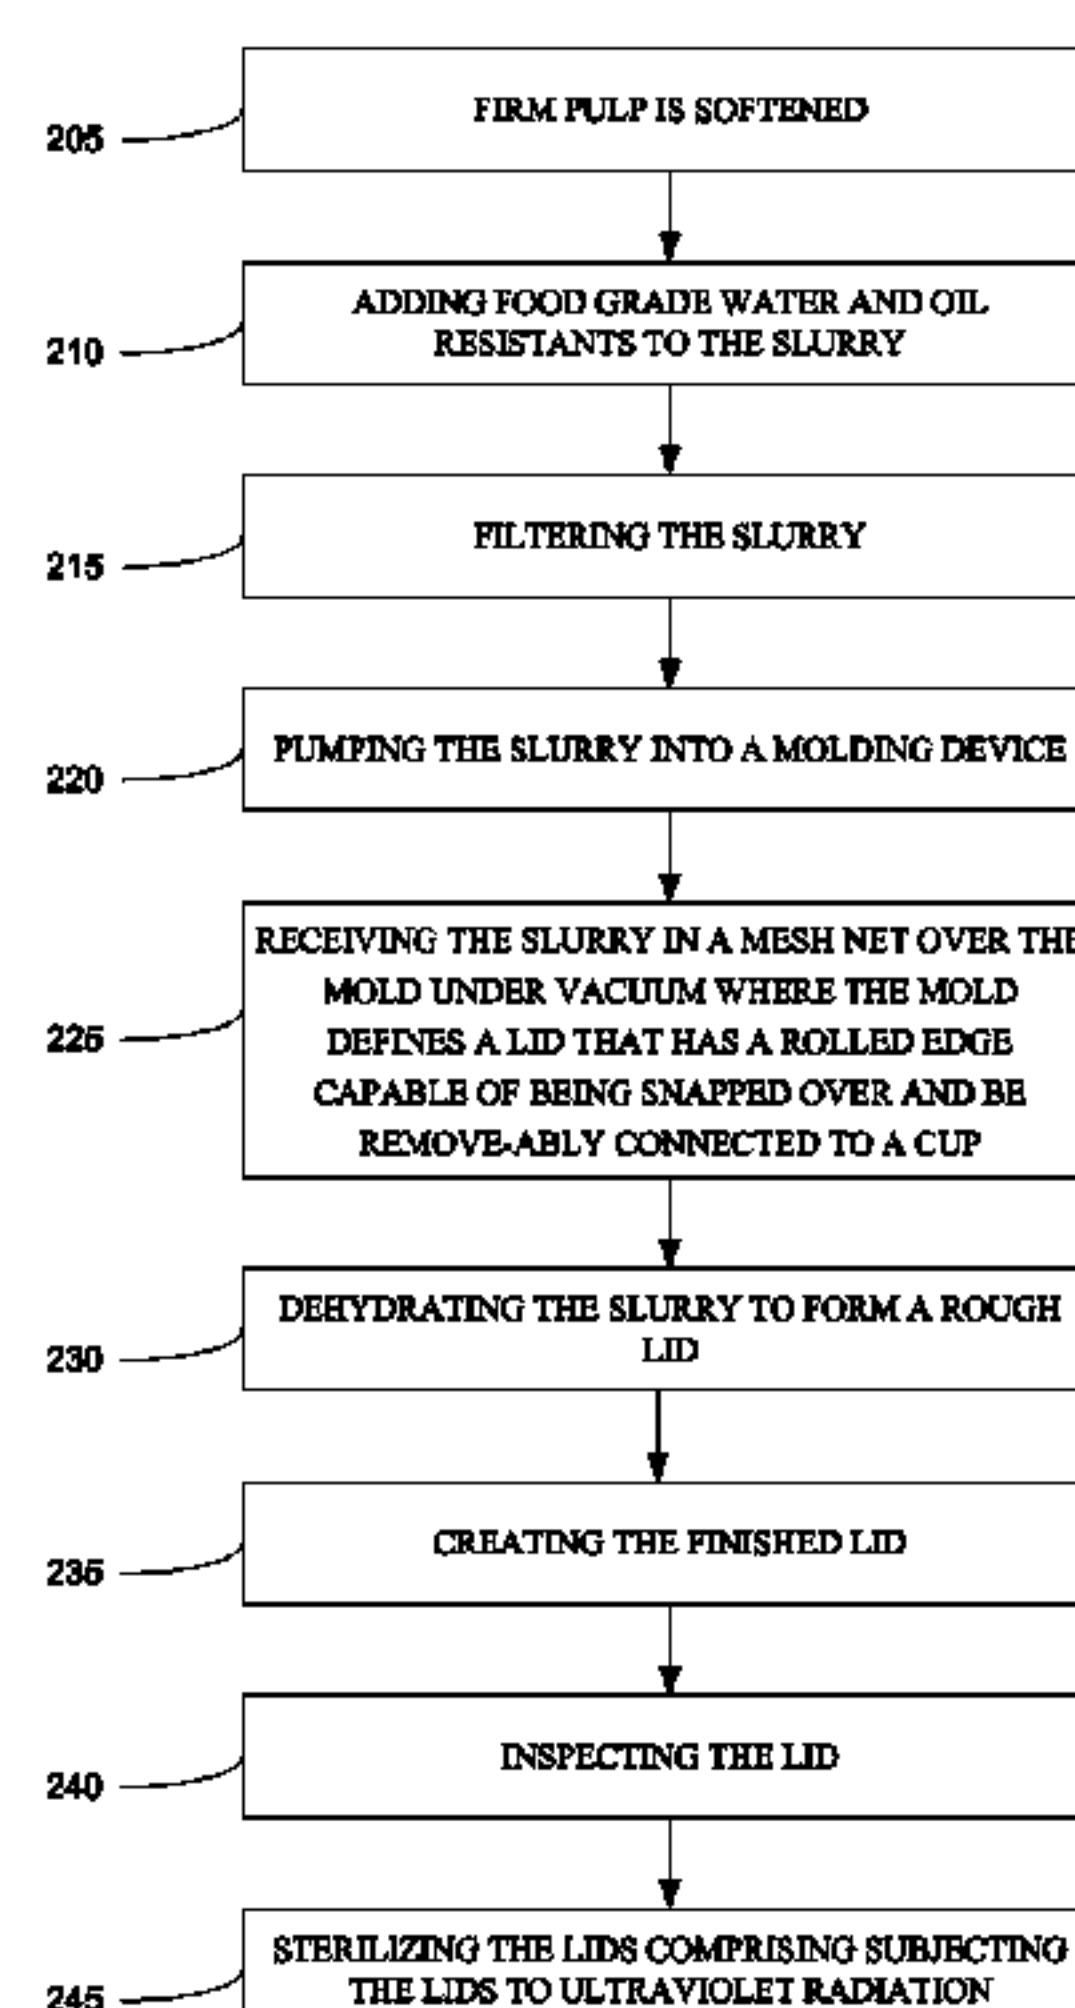 205
FIRM PULP IS SOFTENED
210
ADDING FOOD GRADE WATER AND OIL
RESISTANTS TO THE SLURRY
215
FILTERING THE SLURRY
220
PUMPING THE SLURRY INTO A MOLDING DEVICE
225
RECEIVING THE SLURRY IN A MESH NET OVER THE
MOLD UNDER VACUUM WHERE THE MOLD
DEFINES A LID THAT HAS A ROLLED EDGE
CAPABLE OF BEING SNAPPED OVER AND BE
REMOVE-ABLY CONNECTED TO A CUP
230
DEHYDRATING THE SLURRY TO FORM A ROUGH
LID
235
CREATING THE FINISHED LID
240
INSPECTING THE LID
245
STERILIZING THE LIDS COMPRISING SUBJECTING
THE LIDS TO ULTRAVIOLET RADIATION